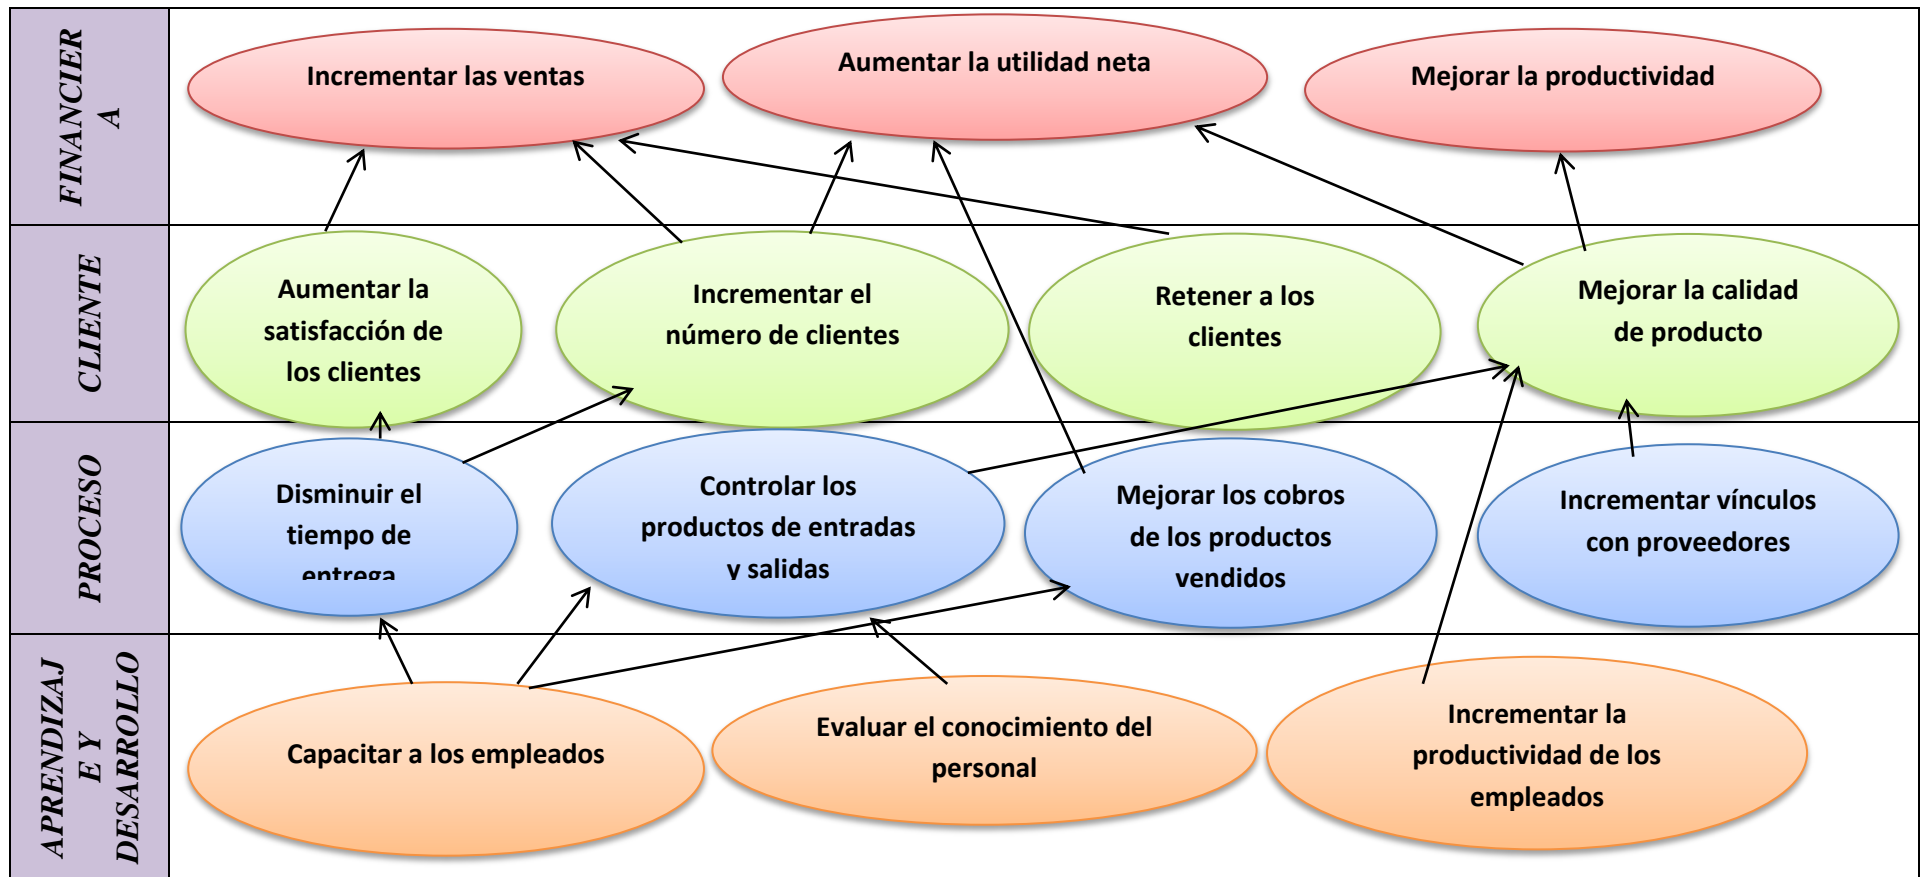 FINANCIER
A
Incrementar las ventas
Aumentar la utilidad neta
Mejorar la productividad
CLIENTE
Aumentar la
satisfacción de
los clientes
Incrementar el
número de clientes
Retener a los
clientes
Mejorar la calidad
de producto
PROCESO
Disminuir el
tiempo de
entrega
Controlar los
productos de entradas
y salidas
Mejorar los cobros
de los productos
vendidos
Incrementar vínculos
con proveedores
APRENDIZAJ
E Y
DESARROLLO
Capacitar a los empleados
Evaluar el conocimiento del
personal
Incrementar la
productividad de los
empleados